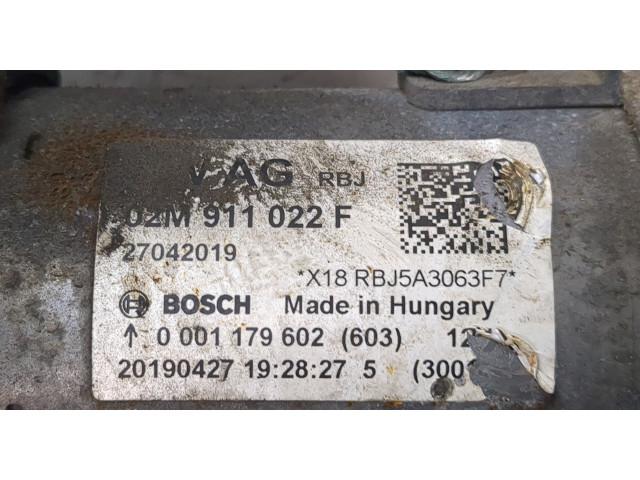 VAG RBJ
02M 911 022 F
27042019
*X18 RBJ5A3063F7*
BOSCH Made in Hungary
↑ 0 001 179 602 (603)
20190427 19:28:27 5